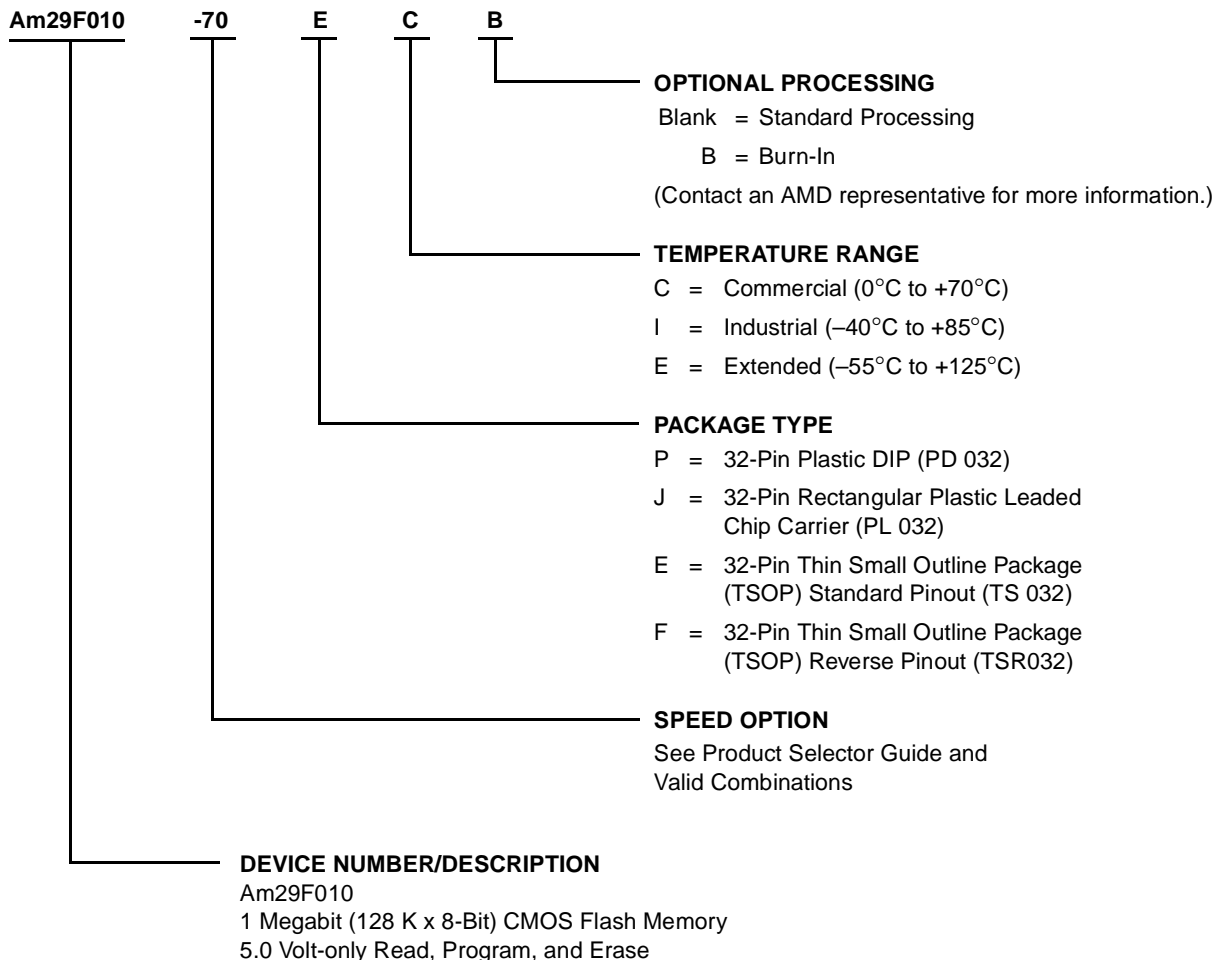 Am29F010 -70 E C B
OPTIONAL PROCESSING
Blank = Standard Processing
B = Burn-In
(Contact an AMD representative for more information.)
TEMPERATURE RANGE
C = Commercial (0°C to +70°C)
I = Industrial (–40°C to +85°C)
E = Extended (–55°C to +125°C)
PACKAGE TYPE
P = 32-Pin Plastic DIP (PD 032)
J = 32-Pin Rectangular Plastic Leaded
Chip Carrier (PL 032)
E = 32-Pin Thin Small Outline Package
(TSOP) Standard Pinout (TS 032)
F = 32-Pin Thin Small Outline Package
(TSOP) Reverse Pinout (TSR032)
SPEED OPTION
See Product Selector Guide and
Valid Combinations
DEVICE NUMBER/DESCRIPTION
Am29F010
1 Megabit (128 K x 8-Bit) CMOS Flash Memory
5.0 Volt-only Read, Program, and Erase